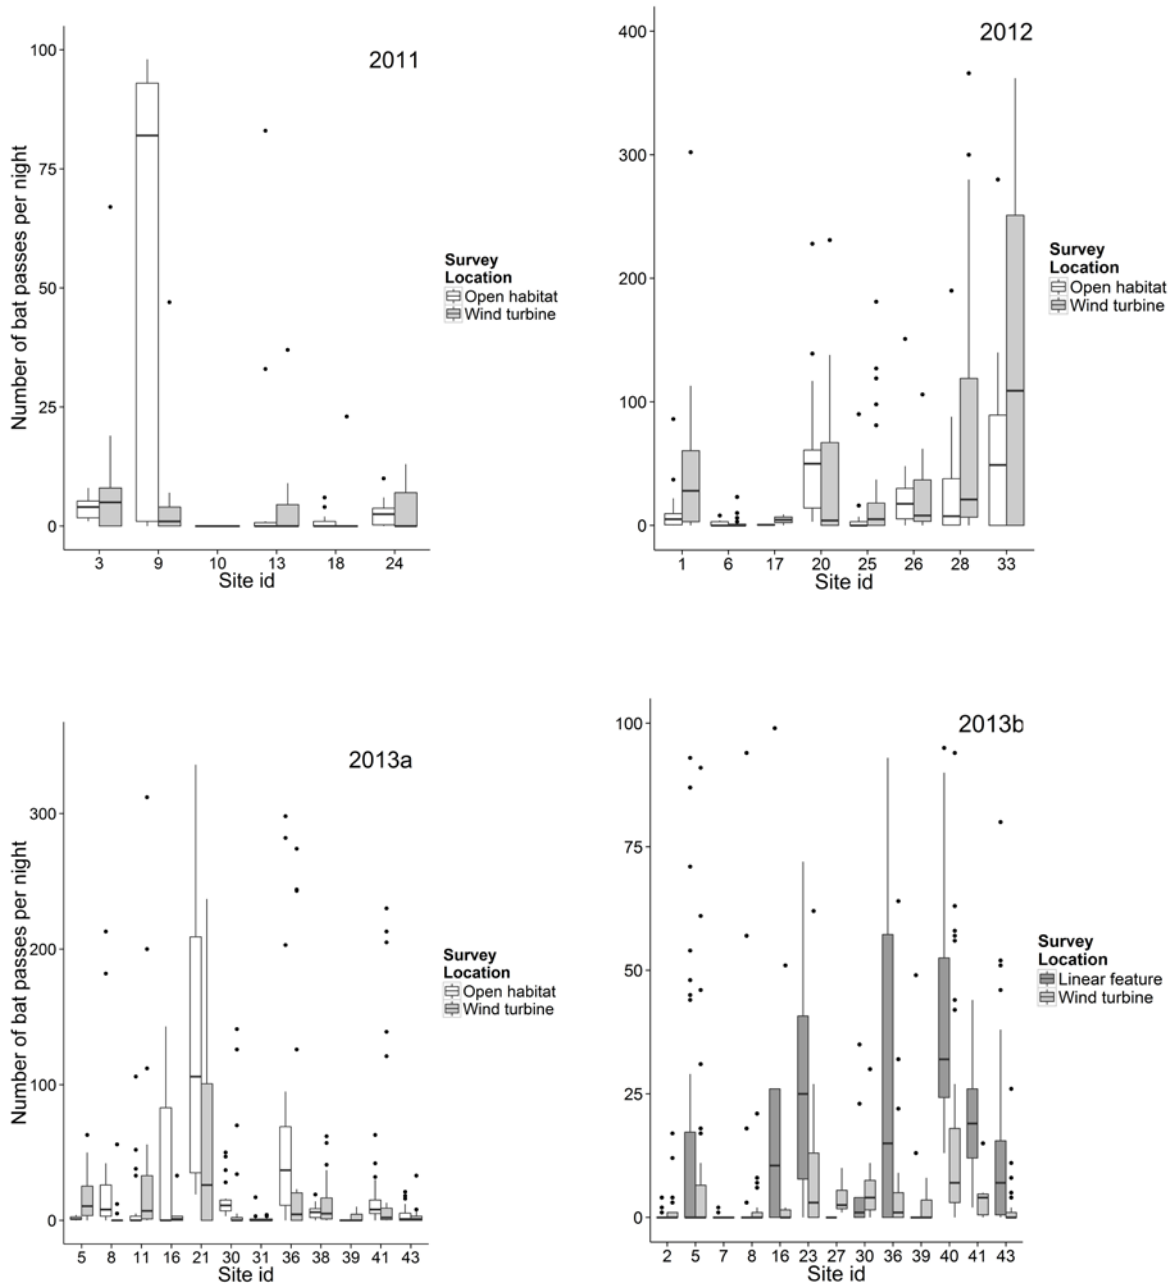 2011
Number of bat passes per night
100
75
50
25
0
3 9 10 13 18 24
Site id
Survey
Location
Open habitat
Wind turbine
2012
400
300
200
100
0
1 6 17 20 25 26 28 33
Site id
Survey
Location
Open habitat
Wind turbine
2013a
Number of bat passes per night
300
200
100
0
5 8 11 16 21 30 31 36 38 39 41 43
Site id
Survey
Location
Open habitat
Wind turbine
2013b
100
75
50
25
0
2 5 7 8 16 23 27 30 36 39 40 41 43
Site id
Survey
Location
Linear feature
Wind turbine